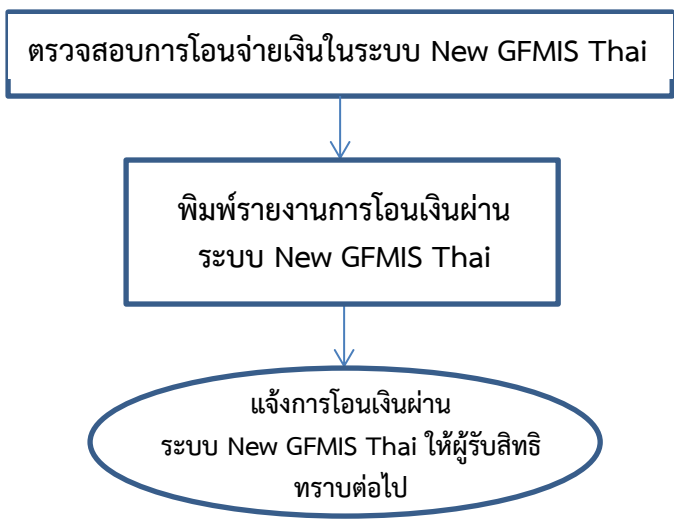 ตรวจสอบการโอนจ่ายเงินในระบบ New GFMIS Thai
พิมพ์รายงานการโอนเงินผ่าน
ระบบ New GFMIS Thai
แจ้งการโอนเงินผ่าน
ระบบ New GFMIS Thai ให้ผู้รับสิทธิ
ทราบต่อไป